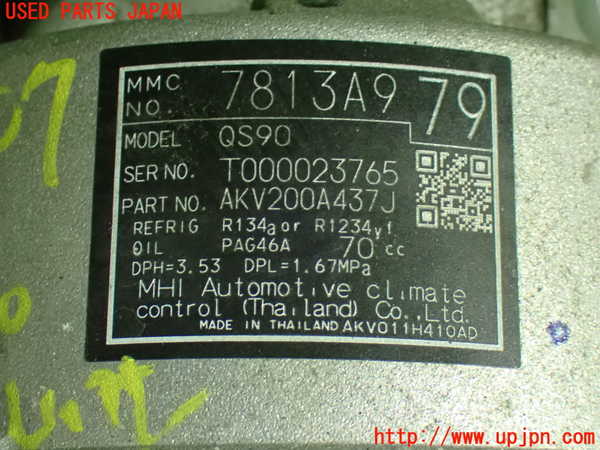 USED PARTS JAPAN
MMC NO. 7813A9 79
MODEL QS90
SER NO. T000023765
PART NO. AKV200A437J
REFRIG R134a or R1234yf
OIL PAG46A 70cc
DPH=3.53 DPL=1.67MPa
MHI Automotive climate
control (Thailand) Co.,Ltd.
MADE IN THAILAND AKV011H410AD
07
http://www.upjpn.com/